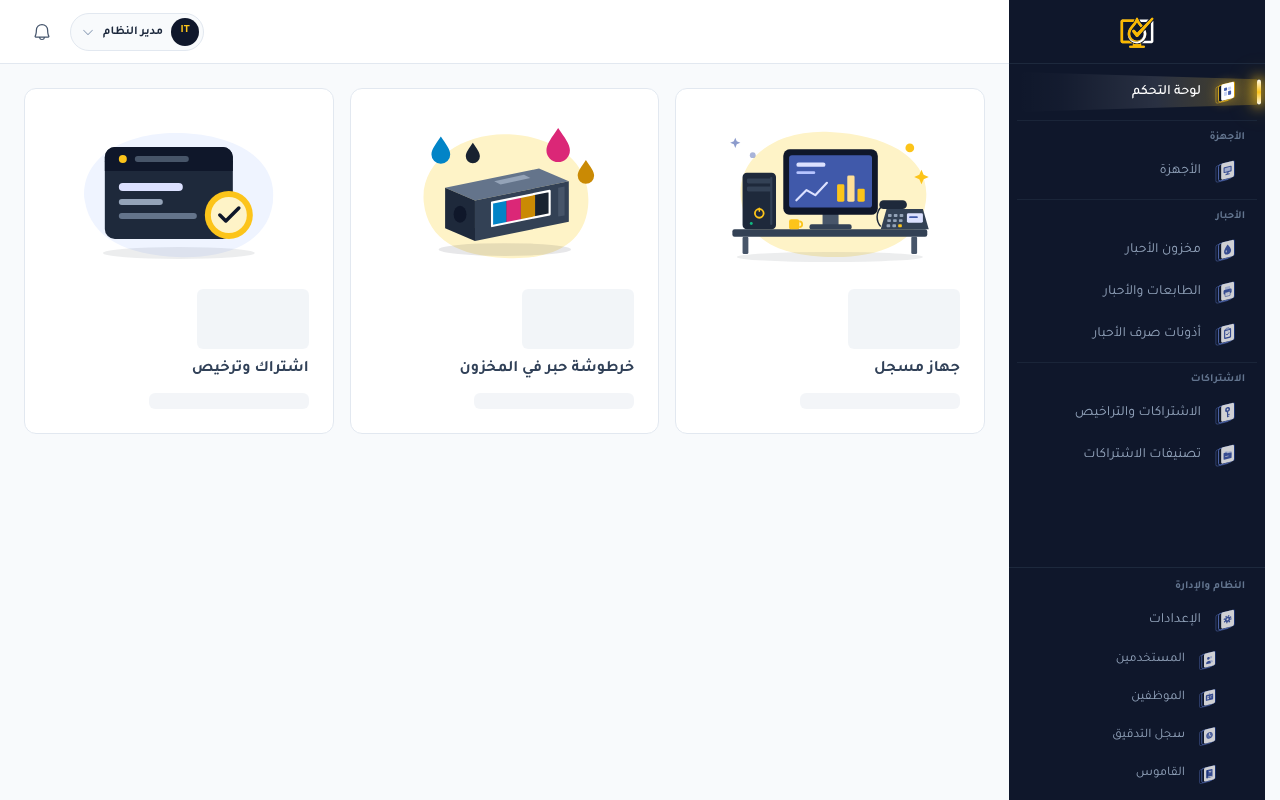 IT
مدير النظام
لوحة التحكم
الأجهزة
الأجهزة
الأحبار
مخزون الأحبار
الطابعات والأحبار
أذونات صرف الأحبار
الاشتراكات
الاشتراكات والتراخيص
تصنيفات الاشتراكات
النظام والإدارة
الإعدادات
المستخدمين
الموظفين
سجل التدقيق
القاموس
جهاز مسجل
خرطوشة حبر في المخزون
اشتراك وترخيص